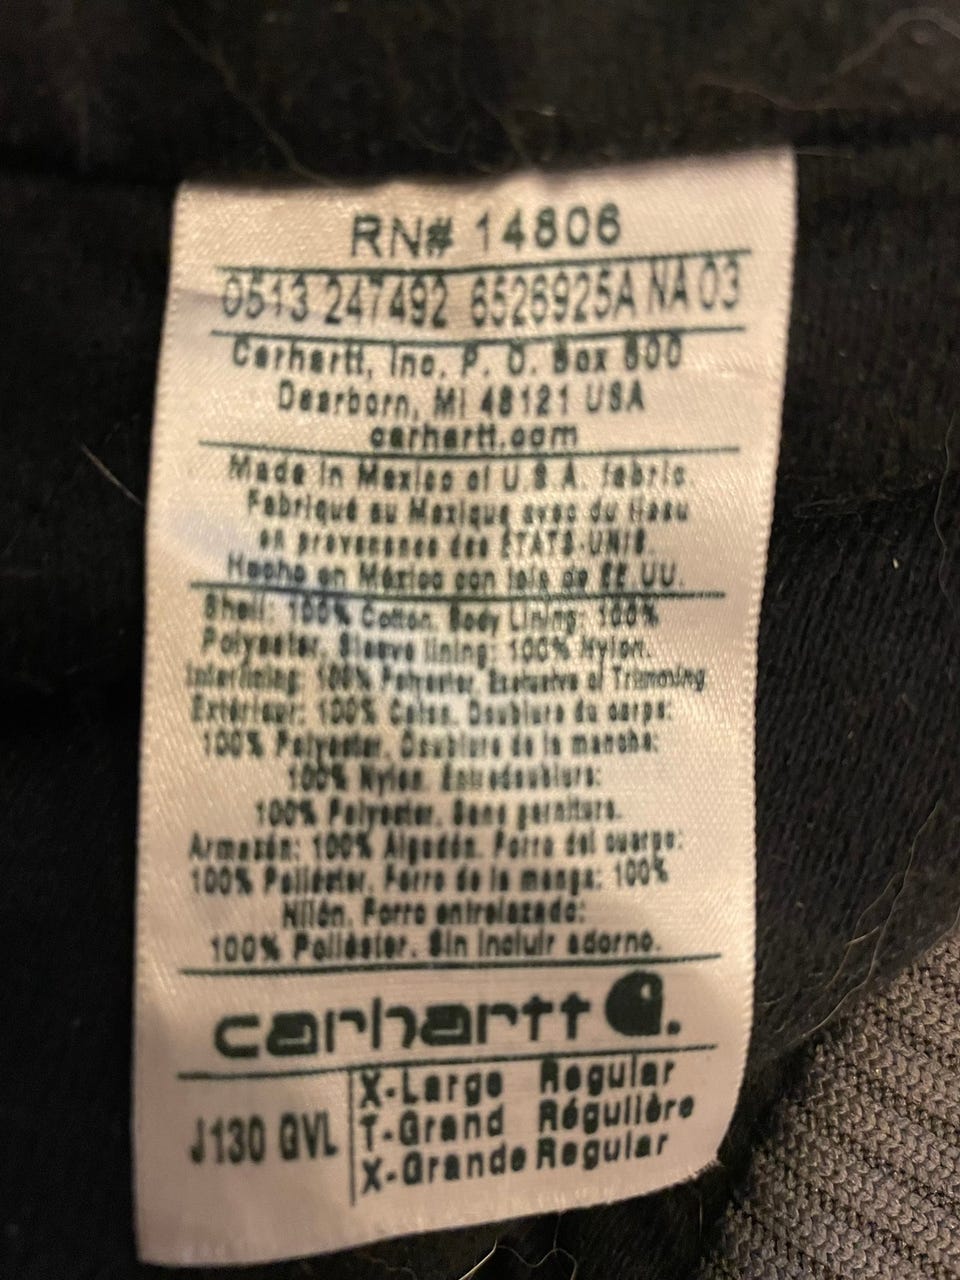 RN# 14806
0513 247492 6526925A NA 03
Carhartt, Inc. P. O. Box 600
Dearborn, MI 48121 USA
carhartt.com
Made in Mexico of U.S.A. fabric.
Fabriqué au Mexique avec du tissu
en provenance des ÉTATS-UNIS.
Hecho en México con tela de EE.UU.
Shell: 100% Cotton. Body Lining: 100%
Polyester. Sleeve lining: 100% Nylon.
Interlining: 100% Polyester. Exclusive of Trimming
Extérieur: 100% Coton. Doublure du corps:
100% Polyester. Doublure de la manche:
100% Nylon. Entredoublure:
100% Polyester. Sans garniture.
Armazón: 100% Algodón. Forro del cuerpo:
100% Poliéster. Forro de la manga: 100%
Nilón. Forro entrelazado:
100% Poliéster. Sin incluir adorno.
carhartt
J130 GVL
X-Large Regular
T-Grand Régulière
X-Grande Regular